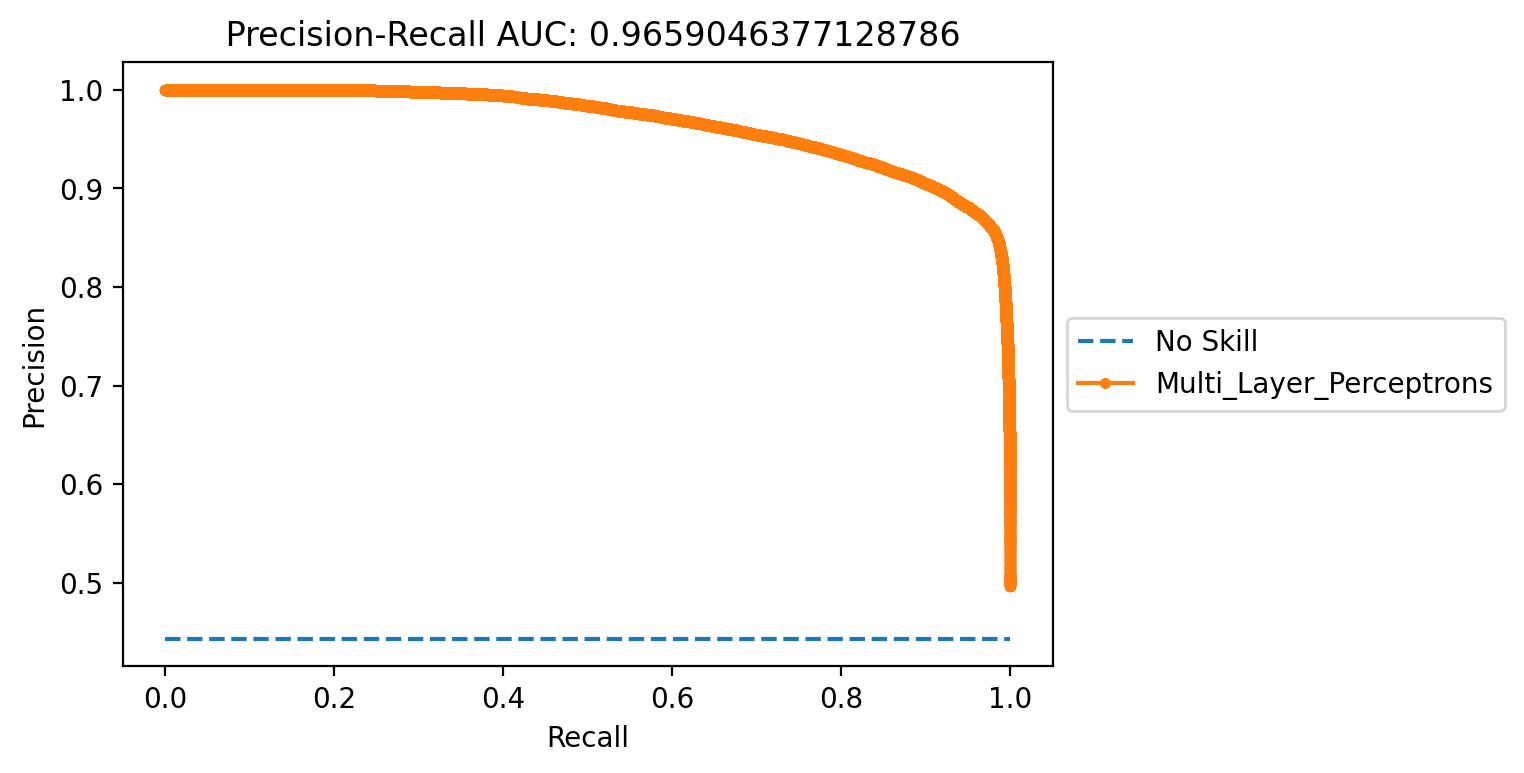 Precision-Recall AUC: 0.9659046377128786
1.0
0.9
0.8
0.7
0.6
0.5
Precision
0.0 0.2 0.4 0.6 0.8 1.0
Recall
No Skill
Multi_Layer_Perceptrons